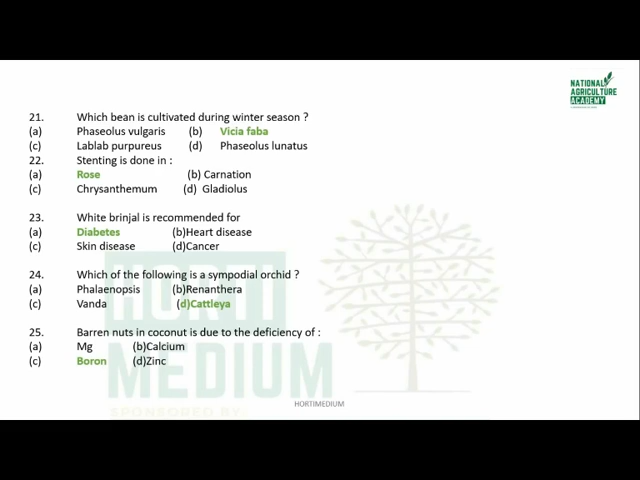 NATIONAL
AGRICULTURE
ACADEMY
21. Which bean is cultivated during winter season ?
(a) Phaseolus vulgaris (b) Vicia faba
(c) Lablab purpureus (d) Phaseolus lunatus
22. Stenting is done in :
(a) Rose (b) Carnation
(c) Chrysanthemum (d) Gladiolus
23. White brinjal is recommended for
(a) Diabetes (b)Heart disease
(c) Skin disease (d)Cancer
24. Which of the following is a sympodial orchid ?
(a) Phalaenopsis (b)Renanthera
(c) Vanda (d)Cattleya
25. Barren nuts in coconut is due to the deficiency of :
(a) Mg (b)Calcium
(c) Boron (d)Zinc
HORTI
MEDIUM
SPONSORED BY:
HORTIMEDIUM